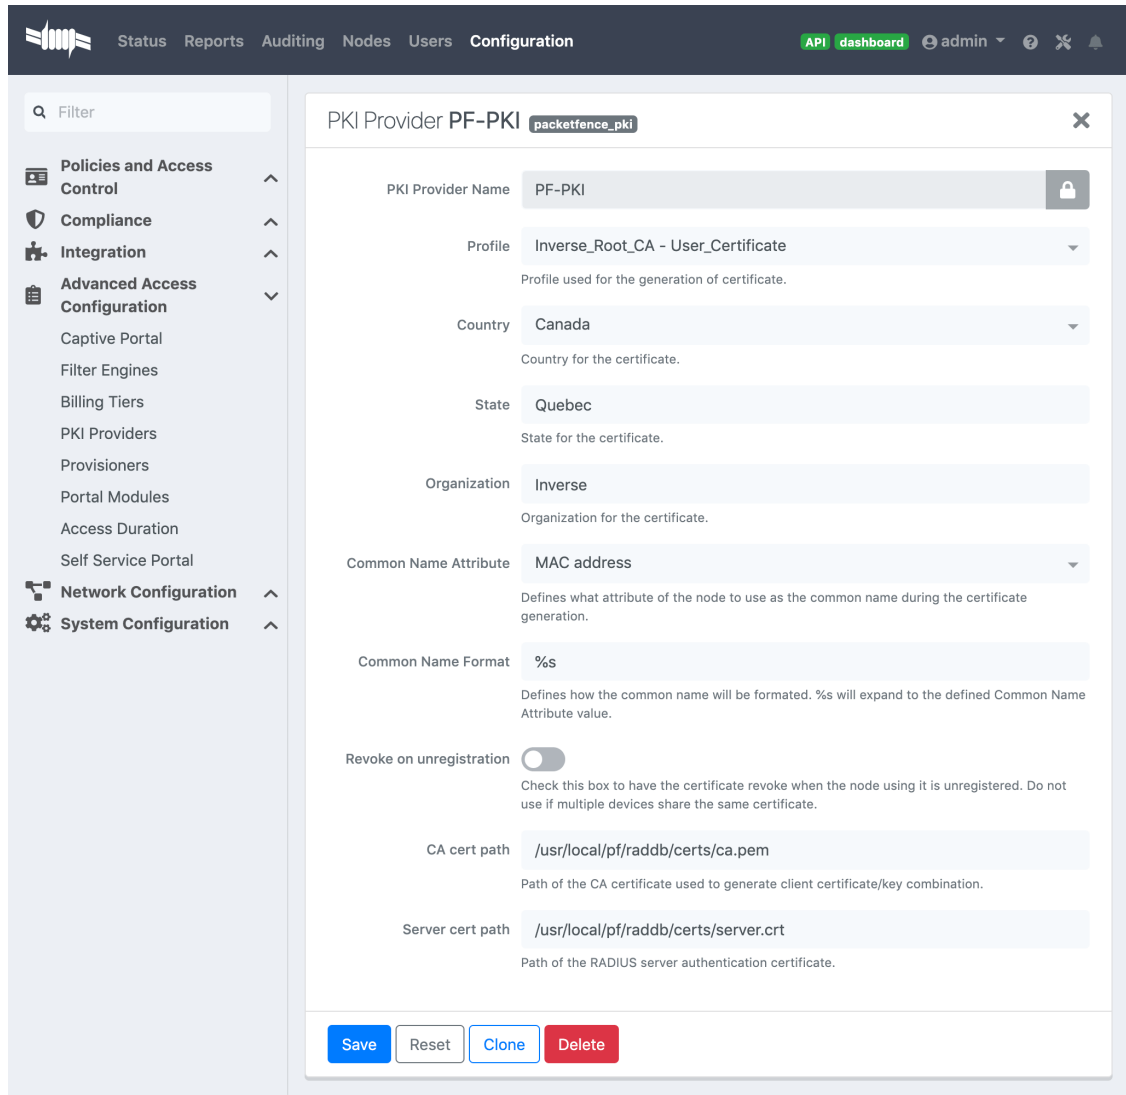 Status Reports Auditing Nodes Users Configuration API dashboard admin
Filter
Policies and Access
Control
Compliance
Integration
Advanced Access
Configuration
Captive Portal
Filter Engines
Billing Tiers
PKI Providers
Provisioners
Portal Modules
Access Duration
Self Service Portal
Network Configuration
System Configuration
PKI Provider PF-PKI packetfence_pki
PKI Provider Name PF-PKI
Profile Inverse_Root_CA - User_Certificate
Profile used for the generation of certificate.
Country Canada
Country for the certificate.
State Quebec
State for the certificate.
Organization Inverse
Organization for the certificate.
Common Name Attribute MAC address
Defines what attribute of the node to use as the common name during the certificate
generation.
Common Name Format %s
Defines how the common name will be formated. %s will expand to the defined Common Name
Attribute value.
Revoke on unregistration
Check this box to have the certificate revoke when the node using it is unregistered. Do not
use if multiple devices share the same certificate.
CA cert path /usr/local/pf/raddb/certs/ca.pem
Path of the CA certificate used to generate client certificate/key combination.
Server cert path /usr/local/pf/raddb/certs/server.crt
Path of the RADIUS server authentication certificate.
Save Reset Clone Delete